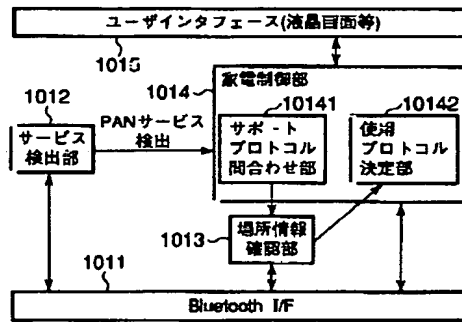 ユーザインタフェース(液晶画面等)
1015
1014
家電制御部
1012
PANサービス
検出
10141
10142
サービス
検出部
サポート
プロトコル
問合わせ部
使用
プロトコル
決定部
1013
場所情報
確認部
1011
Bluetooth I/F